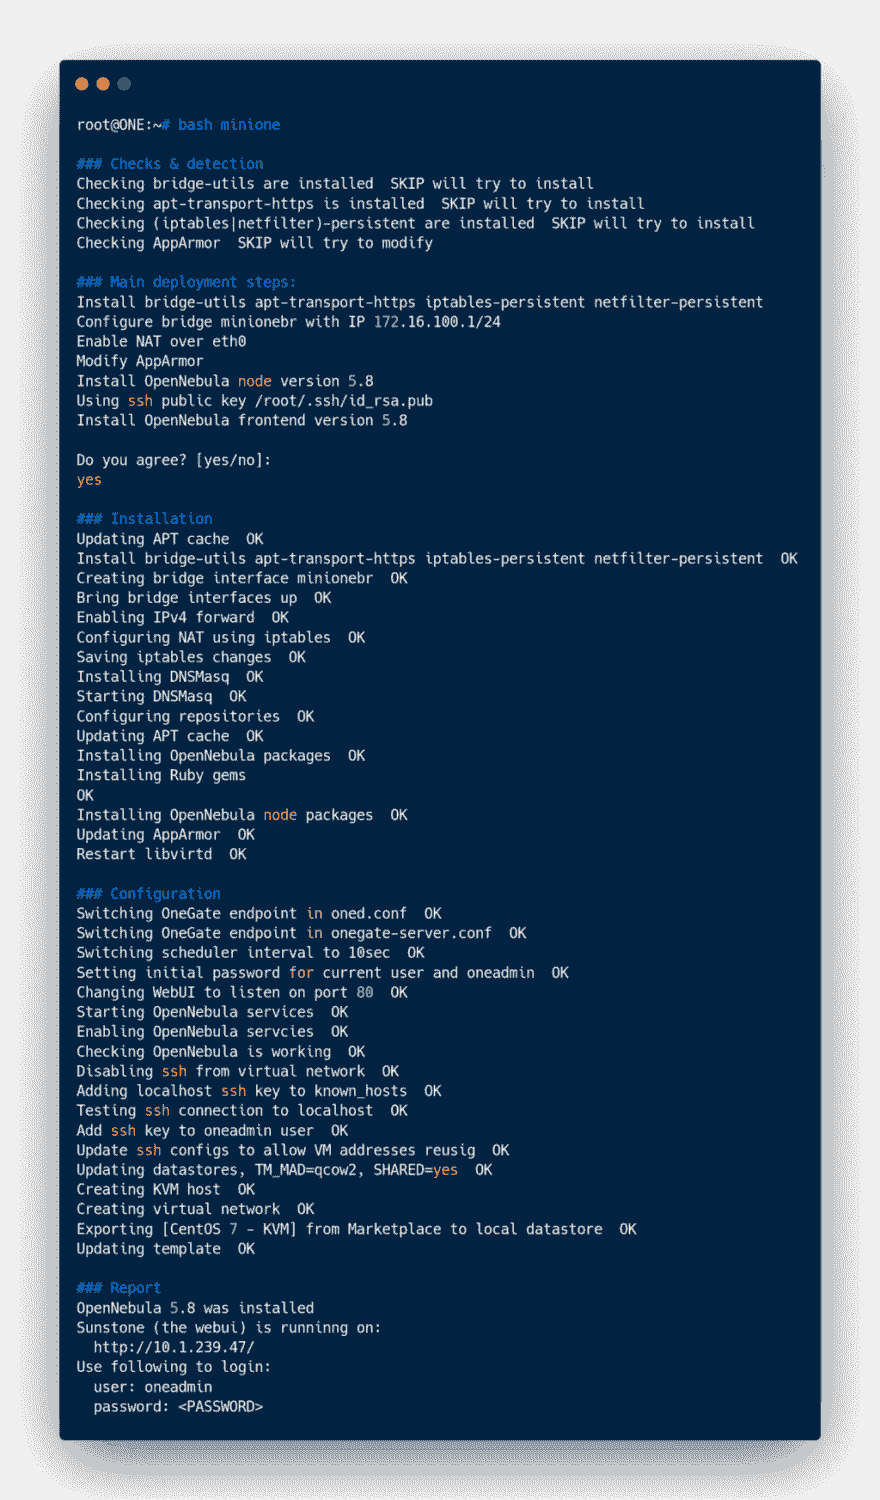 root@ONE:~# bash minione
### Checks & detection
Checking bridge-utils are installed  SKIP will try to install
Checking apt-transport-https is installed  SKIP will try to install
Checking (iptables|netfilter)-persistent are installed  SKIP will try to install
Checking AppArmor  SKIP will try to modify
### Main deployment steps:
Install bridge-utils apt-transport-https iptables-persistent netfilter-persistent
Configure bridge minionebr with IP 172.16.100.1/24
Enable NAT over eth0
Modify AppArmor
Install OpenNebula node version 5.8
Using ssh public key /root/.ssh/id_rsa.pub
Install OpenNebula frontend version 5.8
Do you agree? [yes/no]:
yes
### Installation
Updating APT cache  OK
Install bridge-utils apt-transport-https iptables-persistent netfilter-persistent  OK
Creating bridge interface minionebr  OK
Bring bridge interfaces up  OK
Enabling IPv4 forward  OK
Configuring NAT using iptables  OK
Saving iptables changes  OK
Installing DNSMasq  OK
Starting DNSMasq  OK
Configuring repositories  OK
Updating APT cache  OK
Installing OpenNebula packages  OK
Installing Ruby gems
OK
Installing OpenNebula node packages  OK
Updating AppArmor  OK
Restart libvirtd  OK
### Configuration
Switching OneGate endpoint in oned.conf  OK
Switching OneGate endpoint in onegate-server.conf  OK
Switching scheduler interval to 10sec  OK
Setting initial password for current user and oneadmin  OK
Changing WebUI to listen on port 80  OK
Starting OpenNebula services  OK
Enabling OpenNebula servcies  OK
Checking OpenNebula is working  OK
Disabling ssh from virtual network  OK
Adding localhost ssh key to known_hosts  OK
Testing ssh connection to localhost  OK
Add ssh key to oneadmin user  OK
Update ssh configs to allow VM addresses reusig  OK
Updating datastores, TM_MAD=qcow2, SHARED=yes  OK
Creating KVM host  OK
Creating virtual network  OK
Exporting [CentOS 7 - KVM] from Marketplace to local datastore  OK
Updating template  OK
### Report
OpenNebula 5.8 was installed
Sunstone (the webui) is runninng on:
  http://10.1.239.47/
Use following to login:
  user: oneadmin
  password: <PASSWORD>